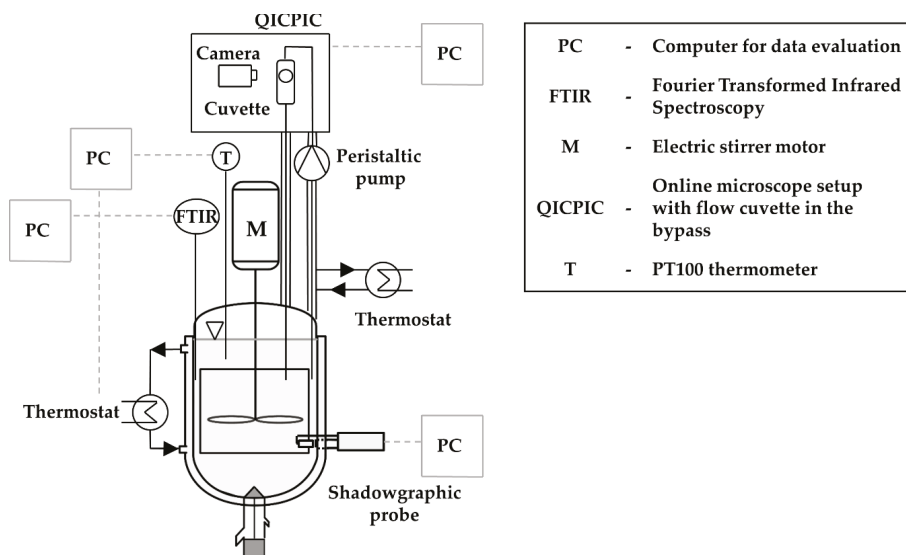 QICPIC
Camera
Cuvette
PC
PC
T
Peristaltic
pump
PC
FTIR
M
Thermostat
Thermostat
PC
Shadowgraphic
probe
PC - Computer for data evaluation
FTIR - Fourier Transformed Infrared
Spectroscopy
M - Electric stirrer motor
QICPIC - Online microscope setup
with flow cuvette in the
bypass
T - PT100 thermometer